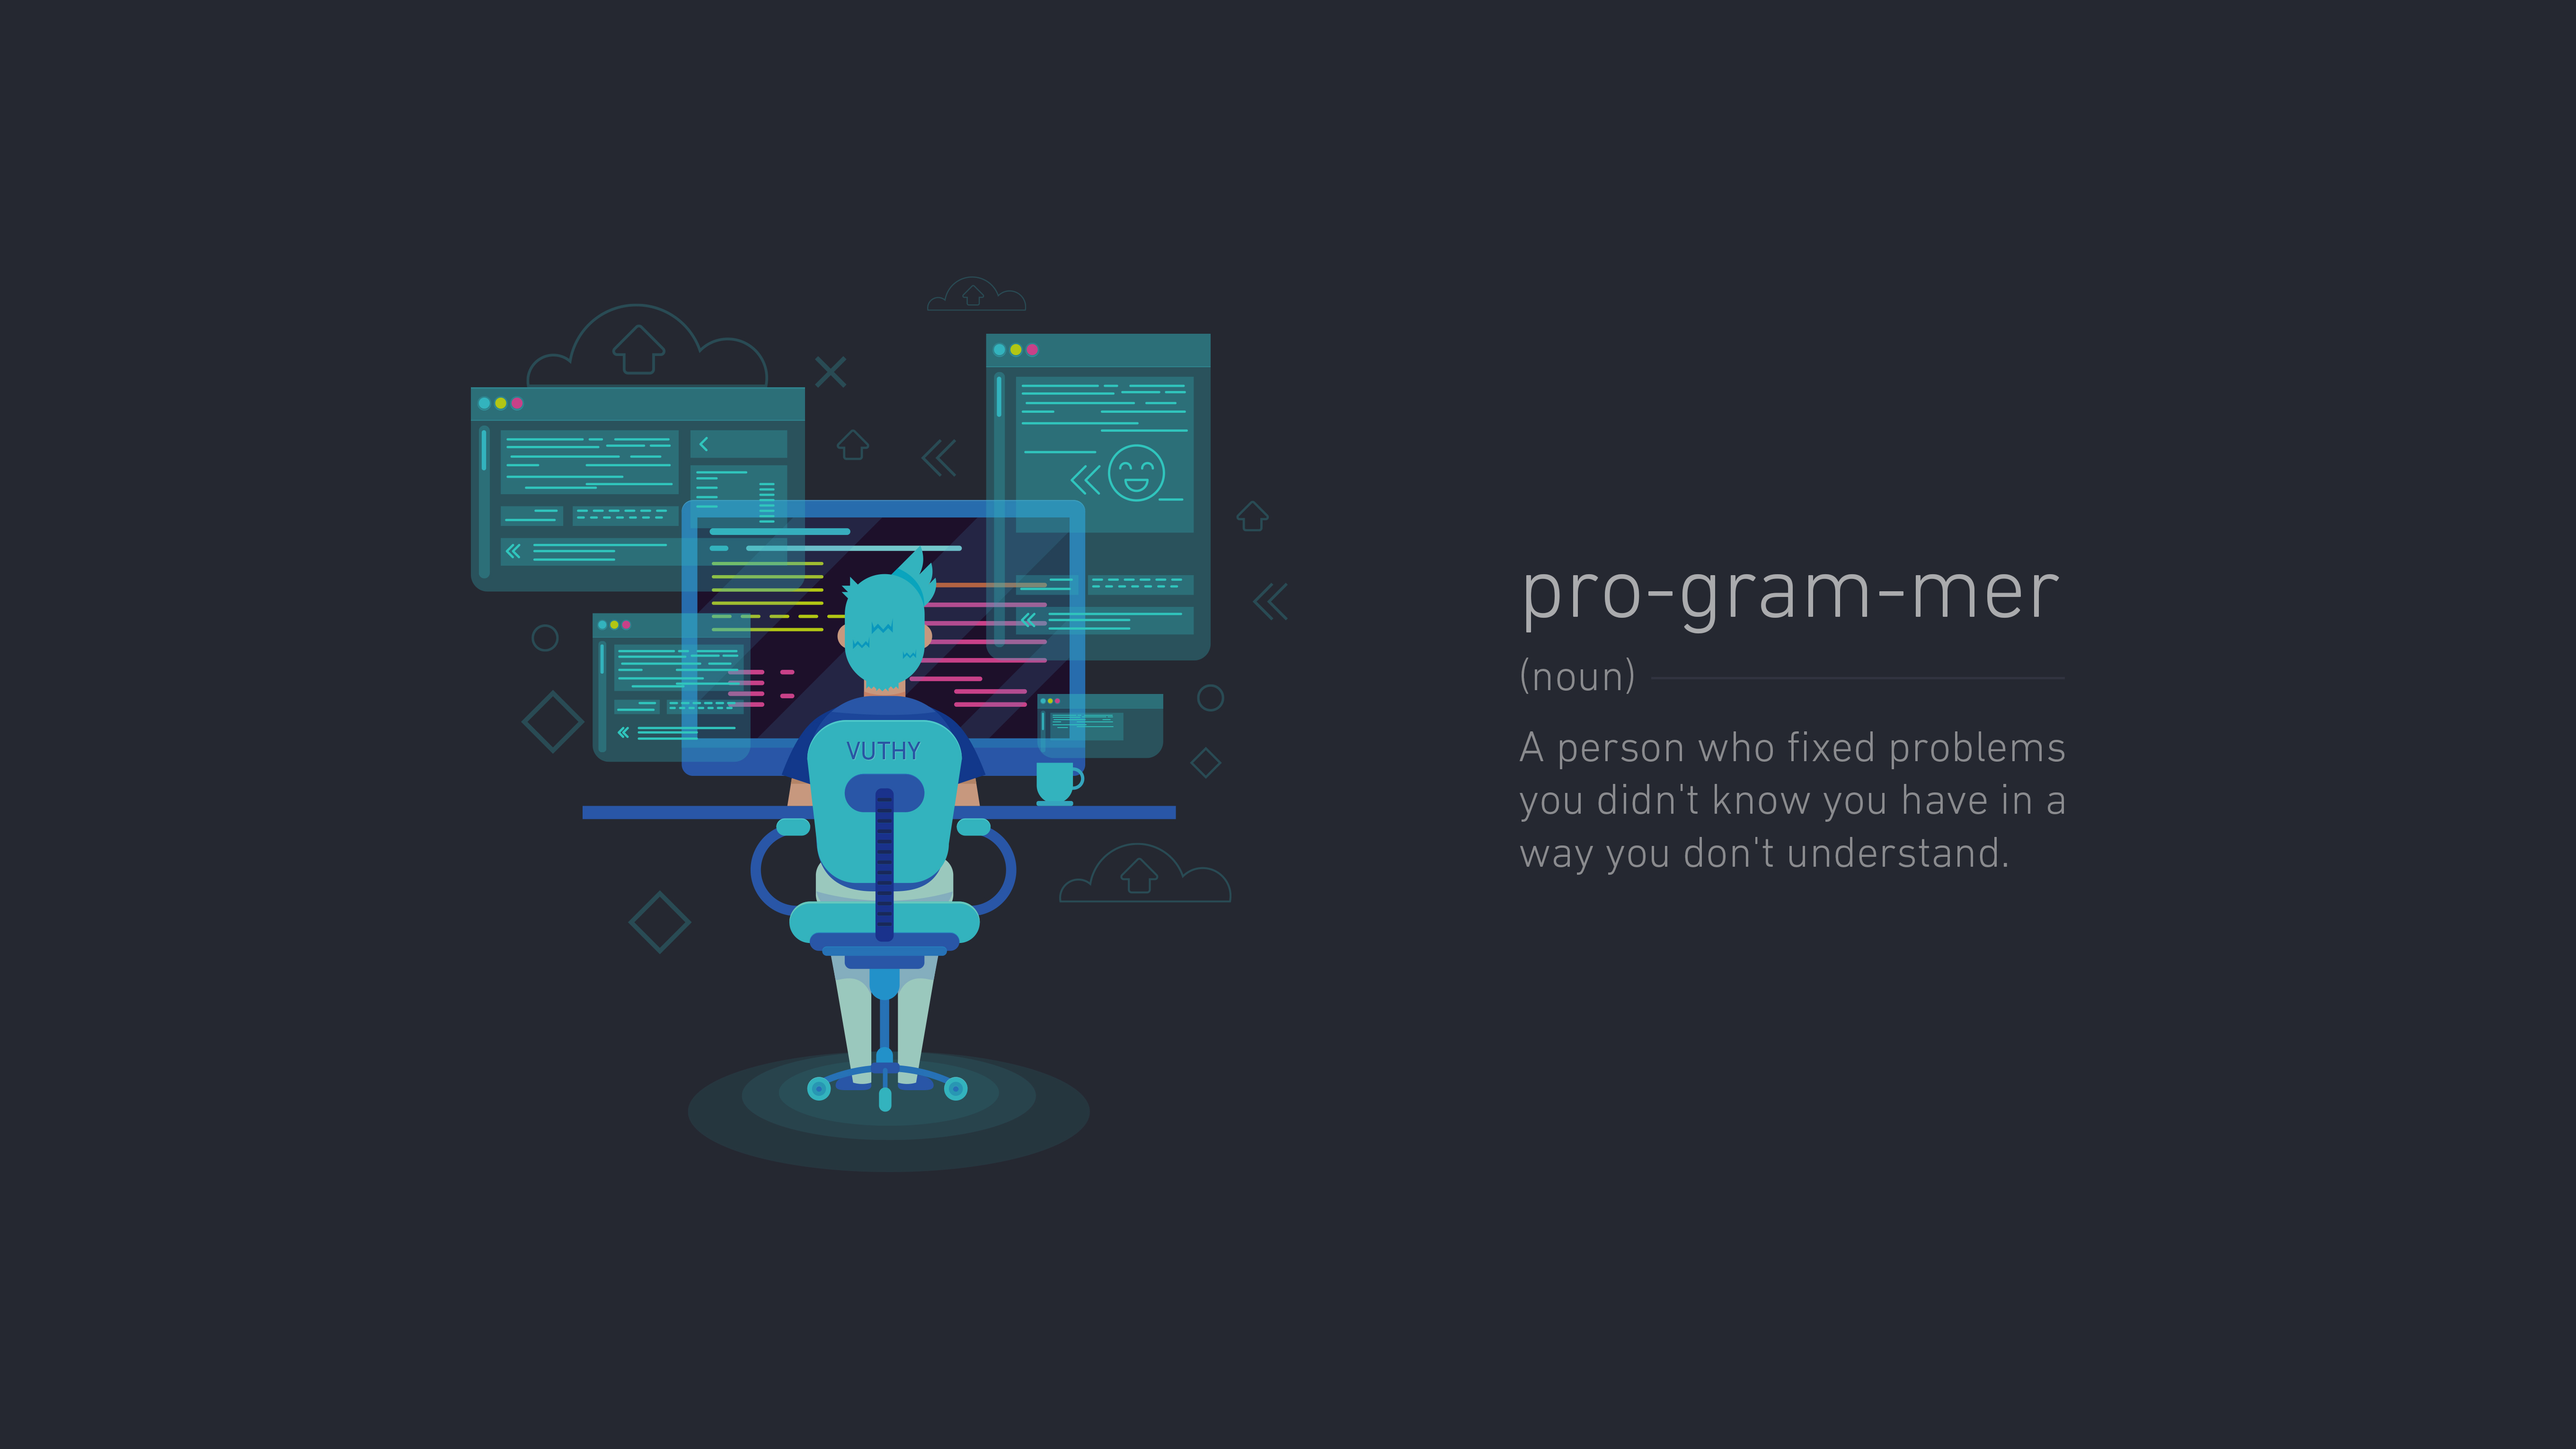 VUTHY
pro-gram-mer
(noun)
A person who fixed problems
you didn't know you have in a
way you don't understand.